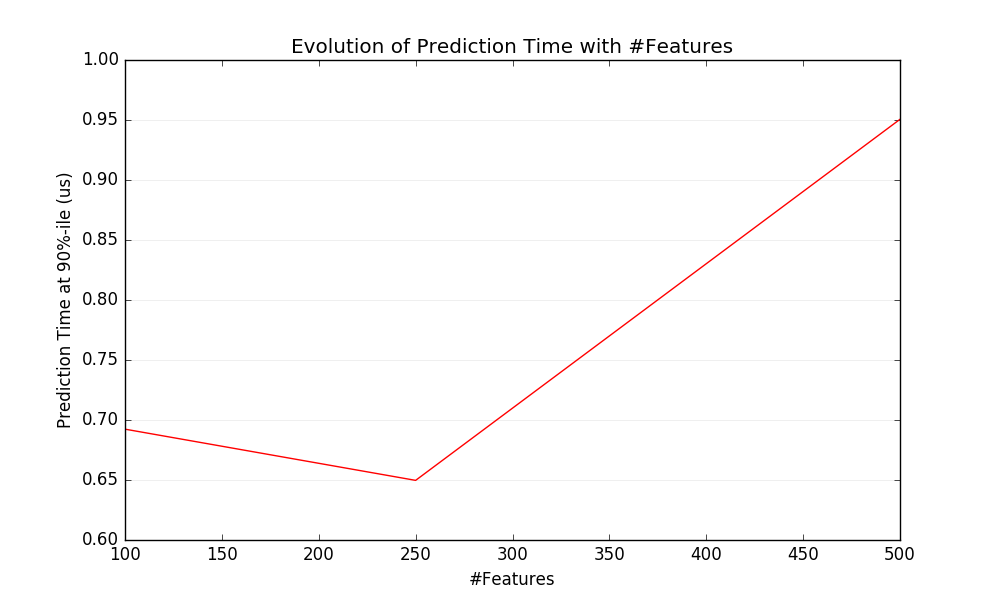 Evolution of Prediction Time with #Features
1.00
0.95
0.90
0.85
0.80
0.75
0.70
0.65
0.60
Prediction Time at 90%-ile (us)
100 150 200 250 300 350 400 450 500
#Features